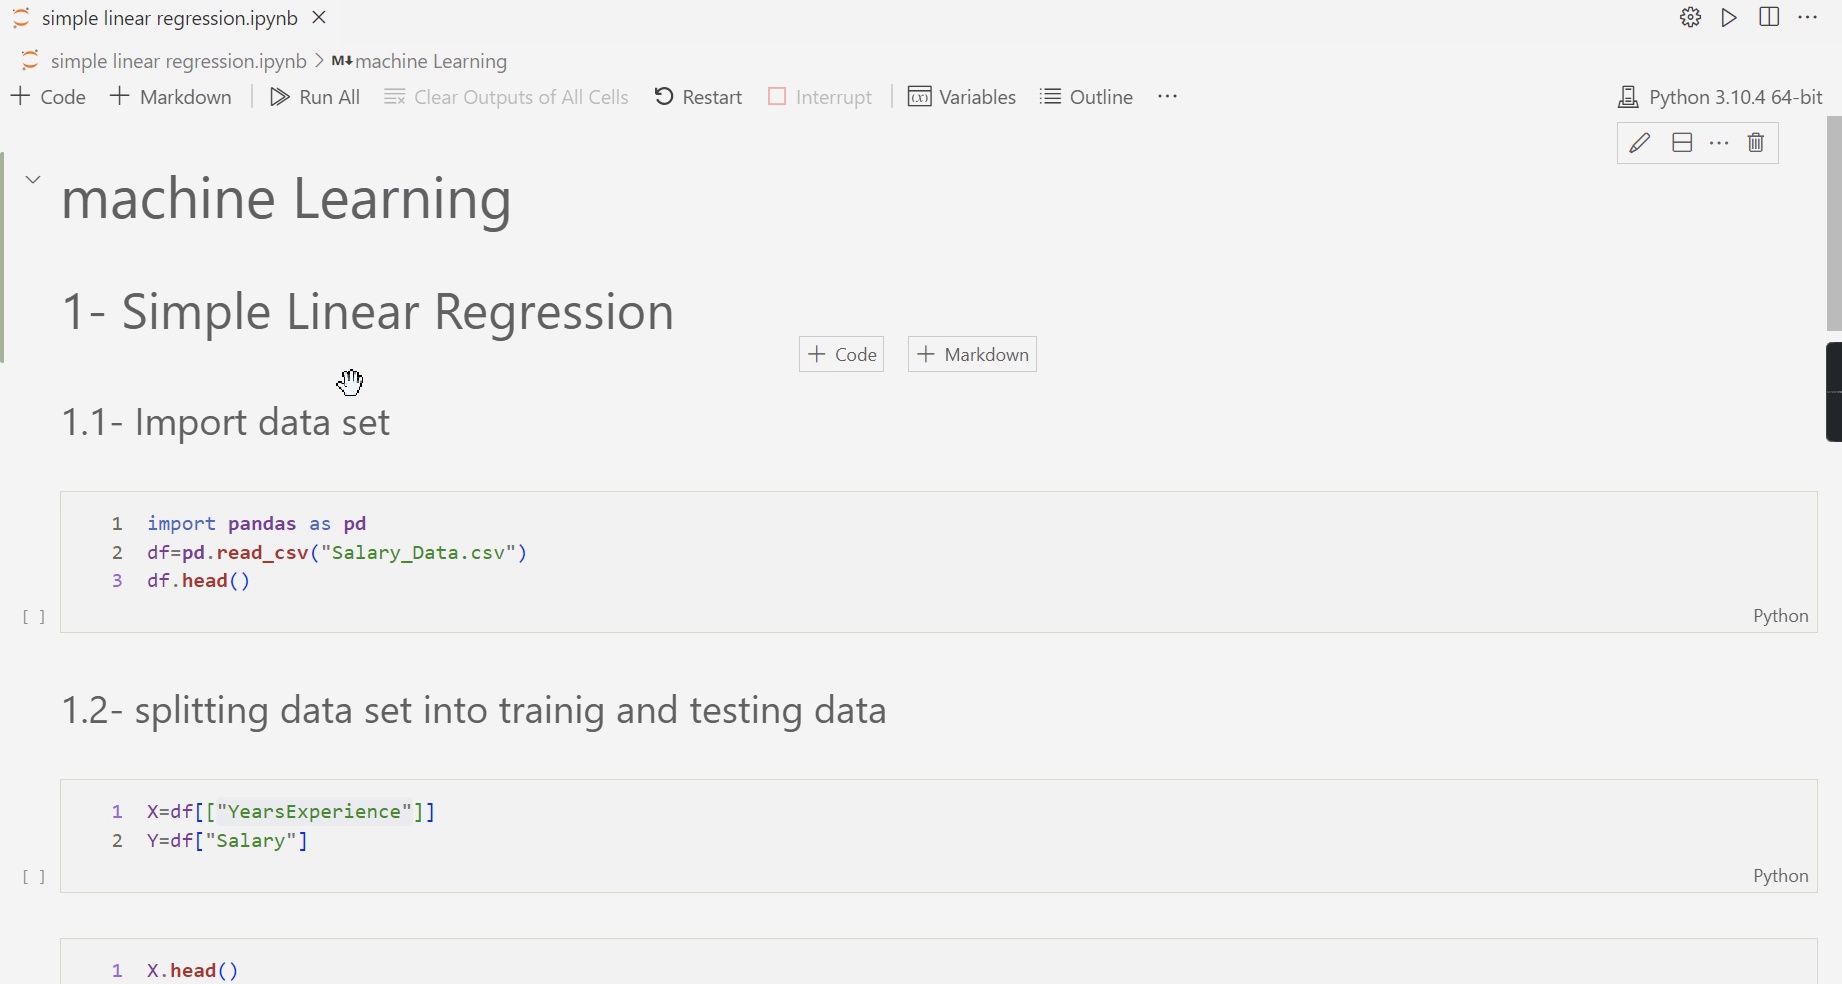 simple linear regression.ipynb
simple linear regression.ipynb > M↓ machine Learning
+ Code + Markdown Run All Clear Outputs of All Cells Restart Interrupt (x) Variables Outline ... Python 3.10.4 64-bit
machine Learning
1- Simple Linear Regression
+ Code + Markdown
1.1- Import data set
1 import pandas as pd
2 df=pd.read_csv("Salary_Data.csv")
3 df.head()
[ ] Python
1.2- splitting data set into trainig and testing data
1 X=df[["YearsExperience"]]
2 Y=df["Salary"]
[ ] Python
1 X.head()